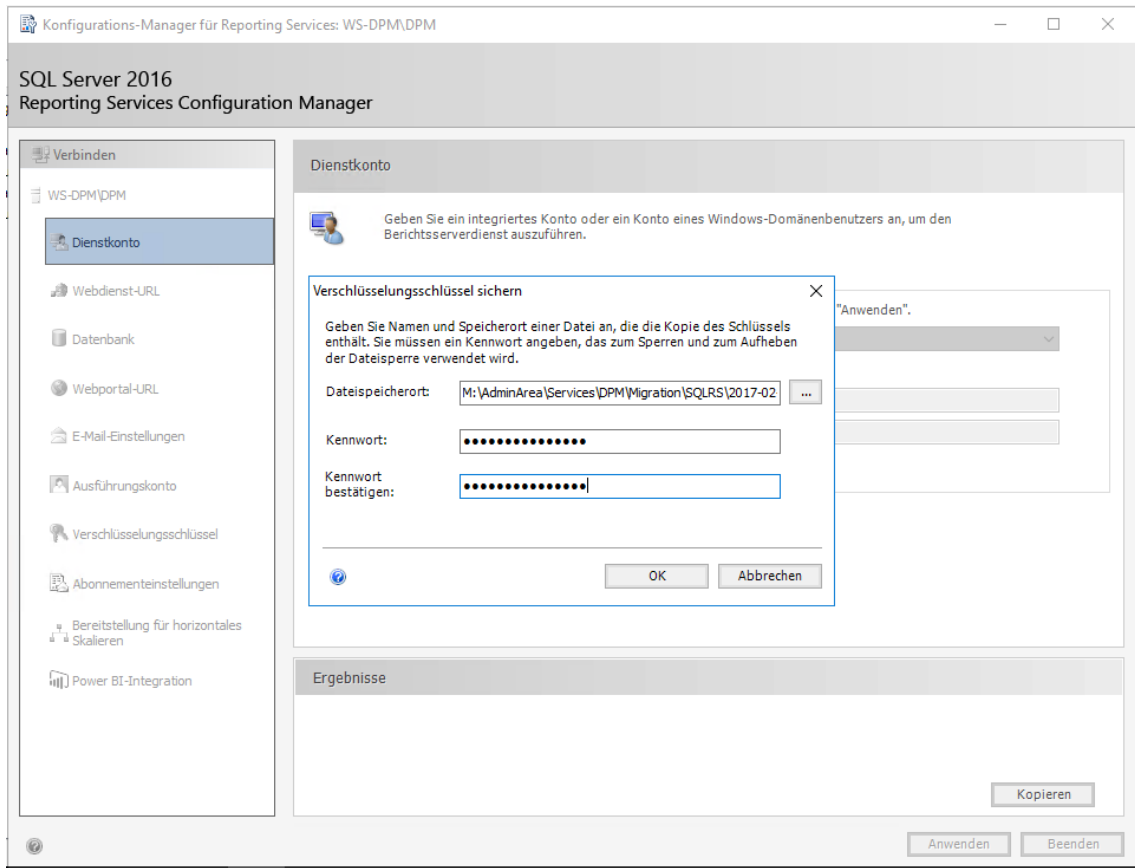 Konfigurations-Manager für Reporting Services: WS-DPM\DPM
SQL Server 2016
Reporting Services Configuration Manager
Verbinden
WS-DPM\DPM
Dienstkonto
Webdienst-URL
Datenbank
Webportal-URL
E-Mail-Einstellungen
Ausführungskonto
Verschlüsselungsschlüssel
Abonnementeinstellungen
Bereitstellung für horizontales
Skalieren
Power BI-Integration
Dienstkonto
Geben Sie ein integriertes Konto oder ein Konto eines Windows-Domänenbenutzers an, um den
Berichtsserverdienst auszuführen.
"Anwenden".
Verschlüsselungsschlüssel sichern
Geben Sie Namen und Speicherort einer Datei an, die die Kopie des Schlüssels
enthält. Sie müssen ein Kennwort angeben, das zum Sperren und zum Aufheben
der Dateisperre verwendet wird.
Dateispeicherort: M:\AdminArea\Services\DPM\Migration\SQLRS\2017-02 ...
Kennwort: ●●●●●●●●●●●●●●●
Kennwort
bestätigen: ●●●●●●●●●●●●●●●
OK Abbrechen
Ergebnisse
Kopieren
Anwenden Beenden